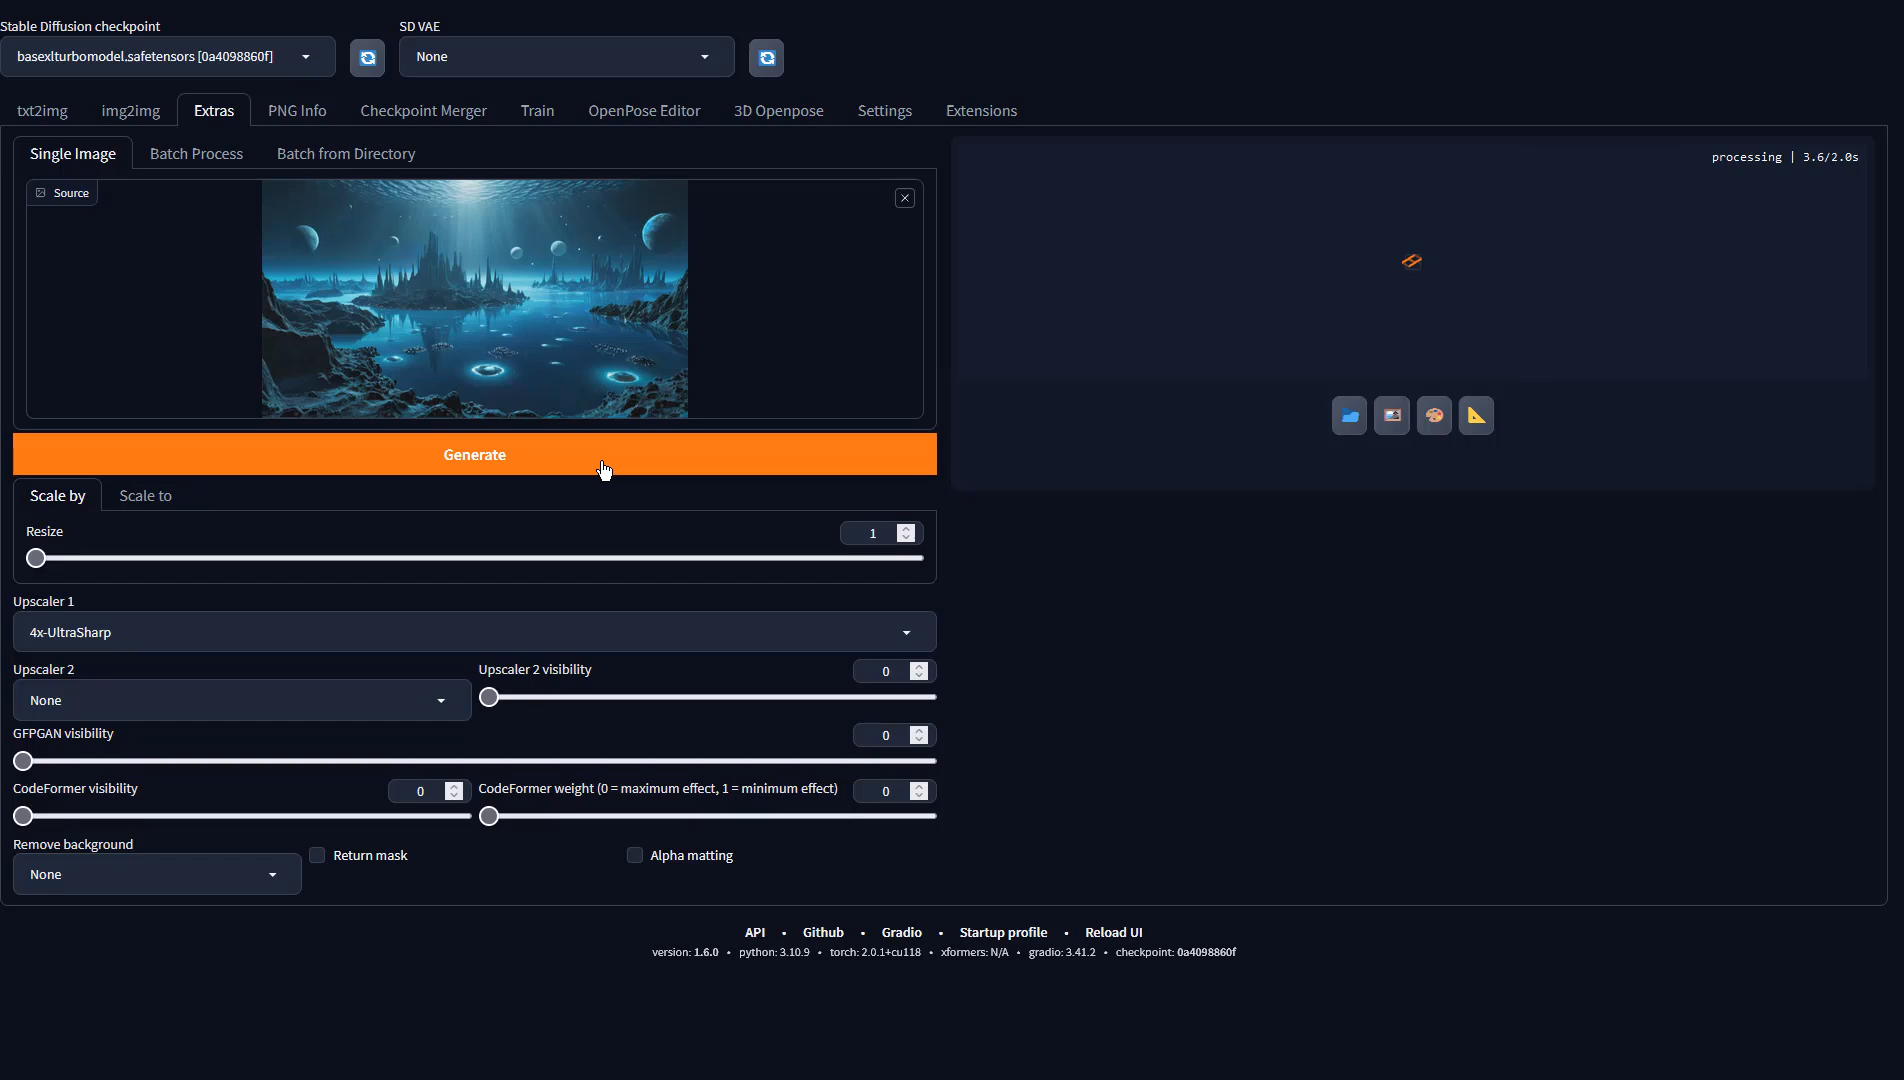 Stable Diffusion checkpoint
SD VAE
basexlturbomodel.safetensors [0a4098860f]
None
txt2img
img2img
Extras
PNG Info
Checkpoint Merger
Train
OpenPose Editor
3D Openpose
Settings
Extensions
Single Image
Batch Process
Batch from Directory
processing | 3.6/2.0s
Source
Generate
Scale by
Scale to
Resize
1
Upscaler 1
4x-UltraSharp
Upscaler 2
Upscaler 2 visibility
0
None
GFPGAN visibility
0
CodeFormer visibility
0
CodeFormer weight (0 = maximum effect, 1 = minimum effect)
0
Remove background
Return mask
Alpha matting
None
API • Github • Gradio • Startup profile • Reload UI
version: 1.6.0 • python: 3.10.9 • torch: 2.0.1+cu118 • xformers: N/A • gradio: 3.41.2 • checkpoint: 0a4098860f